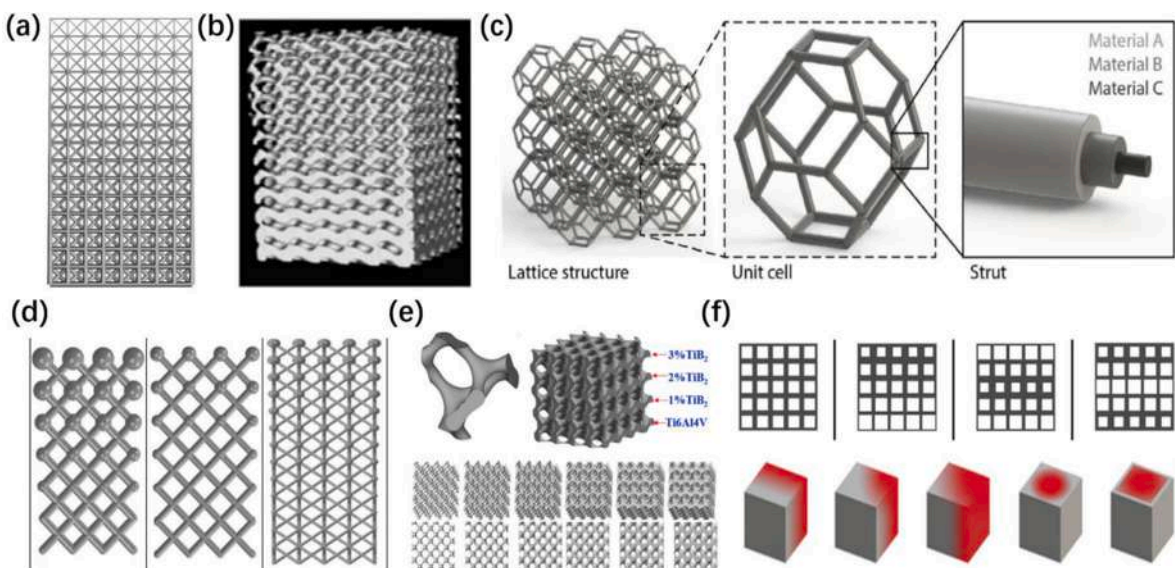 (a)
(b)
(c)
Material A
Material B
Material C
Lattice structure
Unit cell
Strut
(d)
(e)
3%TiB₂
2%TiB₂
1%TiB₂
Ti6Al4V
(f)